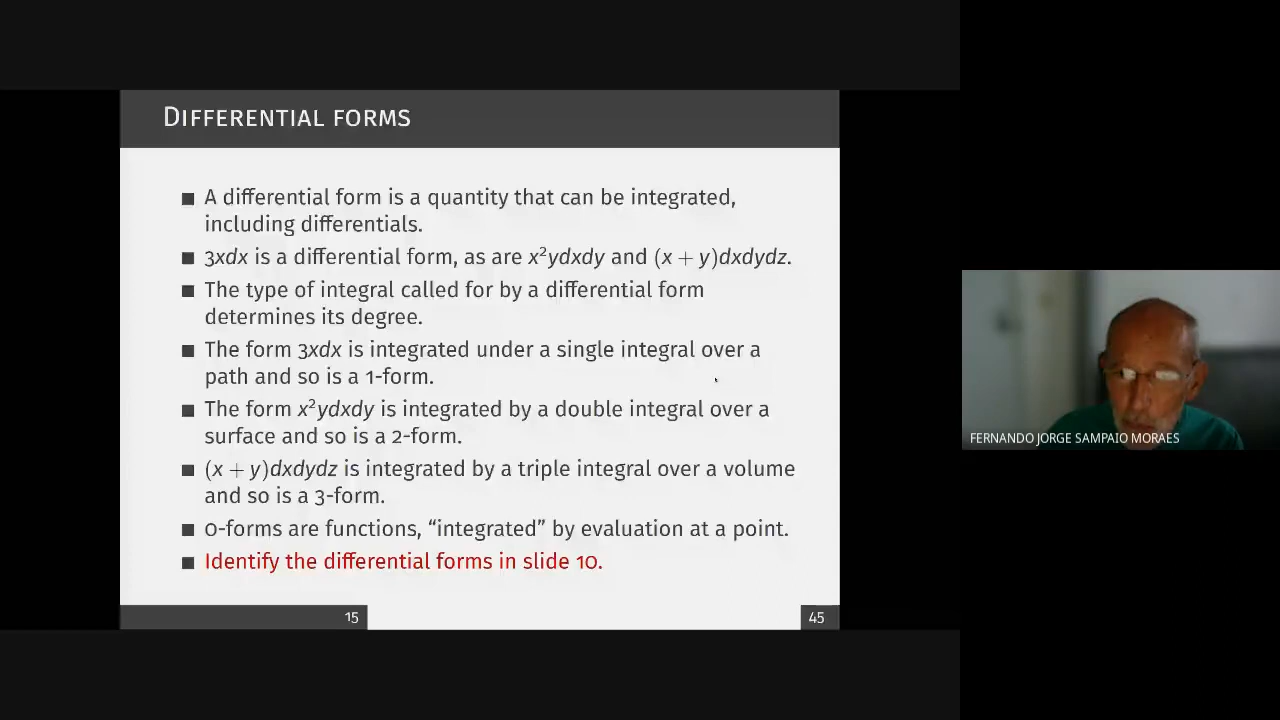 DIFFERENTIAL FORMS
■ A differential form is a quantity that can be integrated,
including differentials.
■ 3xdx is a differential form, as are x²ydxdy and (x + y)dxdydz.
■ The type of integral called for by a differential form
determines its degree.
■ The form 3xdx is integrated under a single integral over a
path and so is a 1-form.
■ The form x²ydxdy is integrated by a double integral over a
surface and so is a 2-form.
■ (x + y)dxdydz is integrated by a triple integral over a volume
and so is a 3-form.
■ 0-forms are functions, “integrated” by evaluation at a point.
■ Identify the differential forms in slide 10.
15
45
FERNANDO JORGE SAMPAIO MORAES